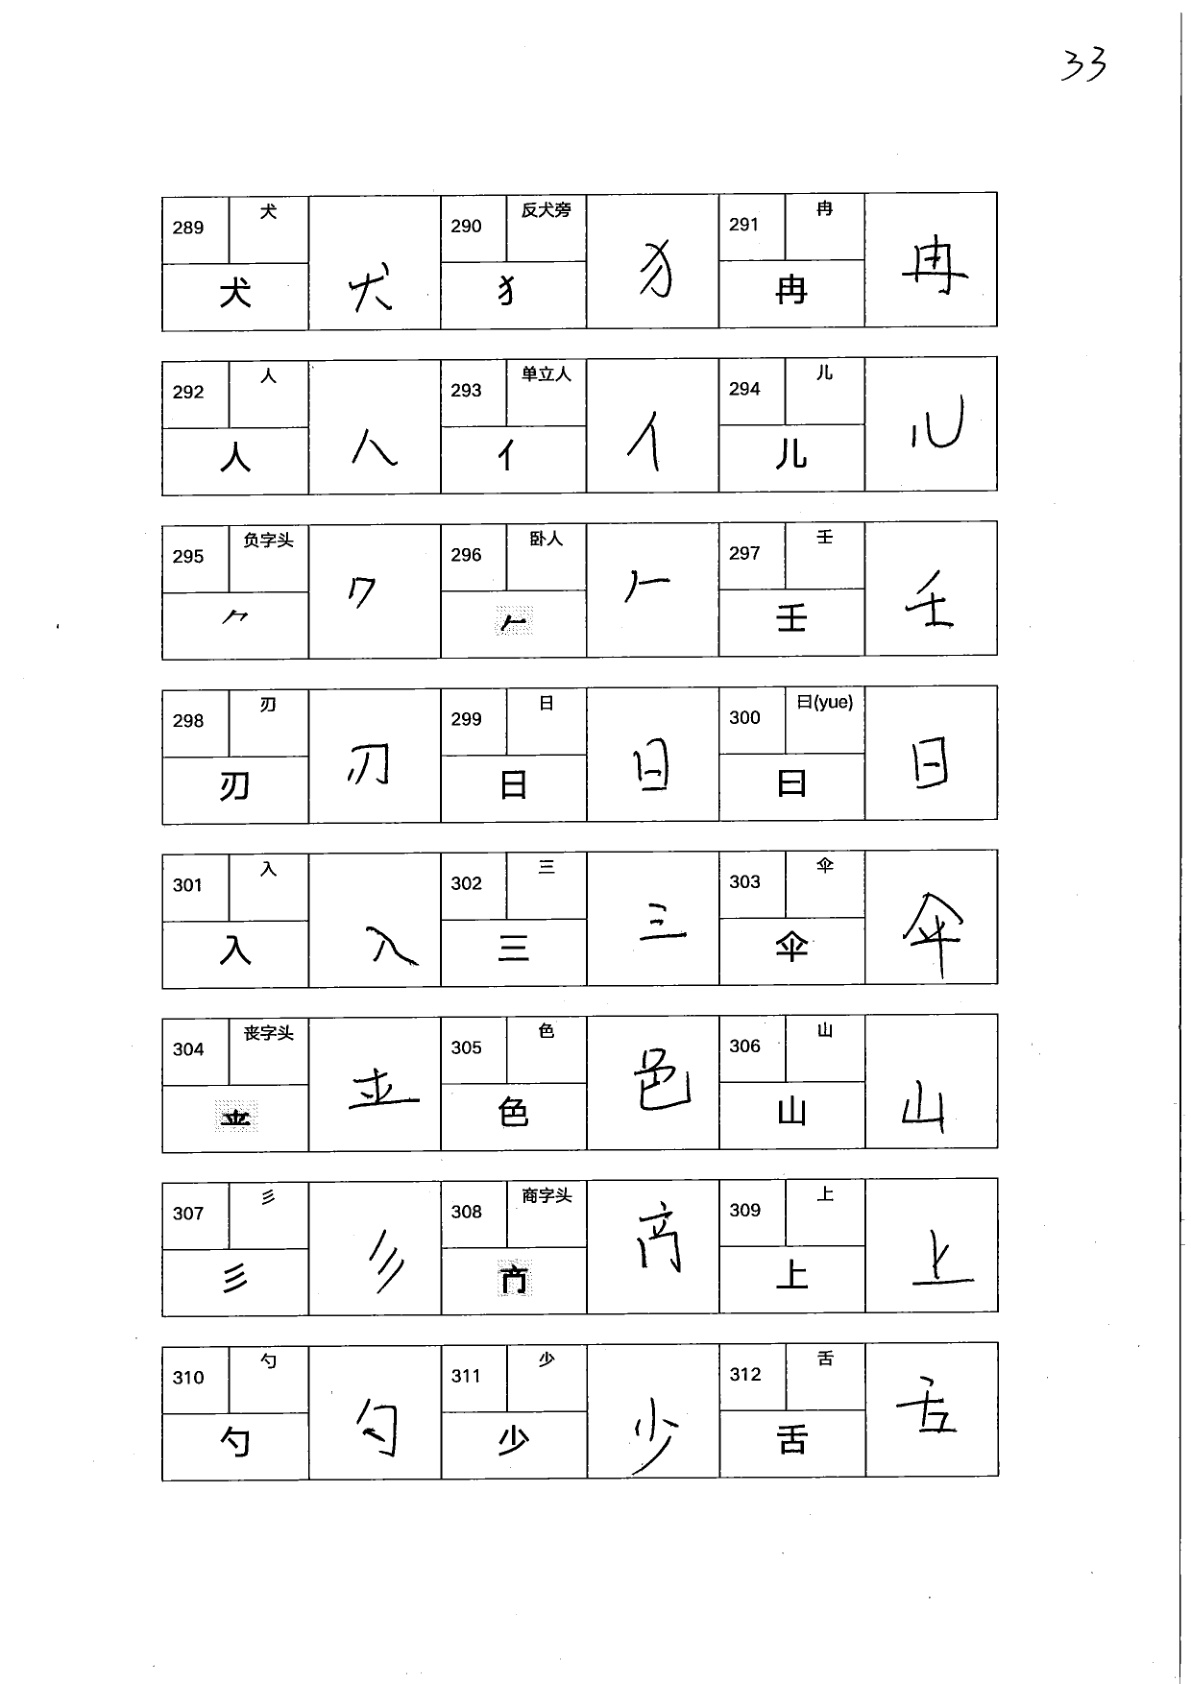 33
289 犬 犬 犬 290 反犬旁 犭 犭 291 冉 冉 冉
292 人 人 人 293 单立人 亻 亻 294 儿 儿 儿
295 负字头 ⺈ ⺈ 296 卧人 𠂉 𠂉 297 壬 壬 壬
298 刃 刃 刃 299 日 日 日 300 曰(yue) 曰 曰
301 入 入 入 302 三 三 三 303 伞 伞 伞
304 丧字头 305 色 色 色 306 山 山 山
307 彡 彡 彡 308 商字头 309 上 上 上
310 勺 勺 勺 311 少 少 少 312 舌 舌 舌